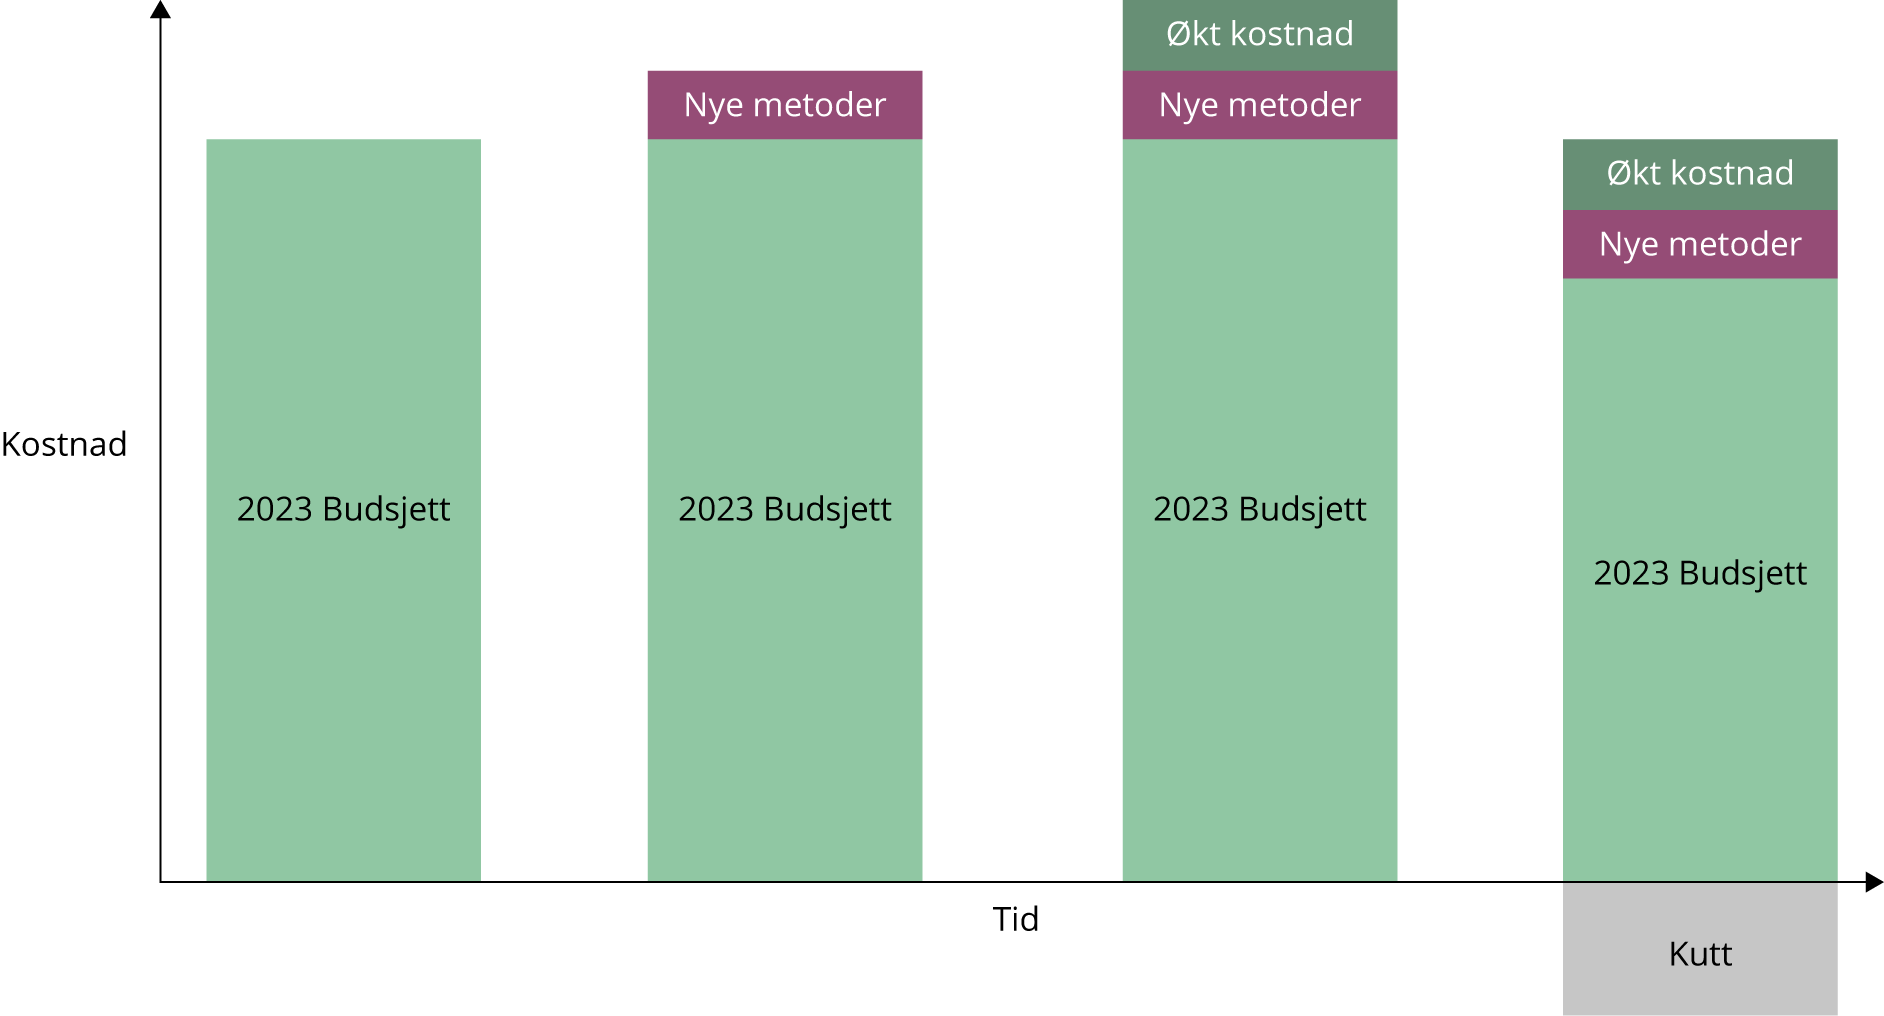 Kostnad
2023 Budsjett
Nye metoder
2023 Budsjett
Økt kostnad
Nye metoder
2023 Budsjett
Økt kostnad
Nye metoder
2023 Budsjett
Kutt
Tid